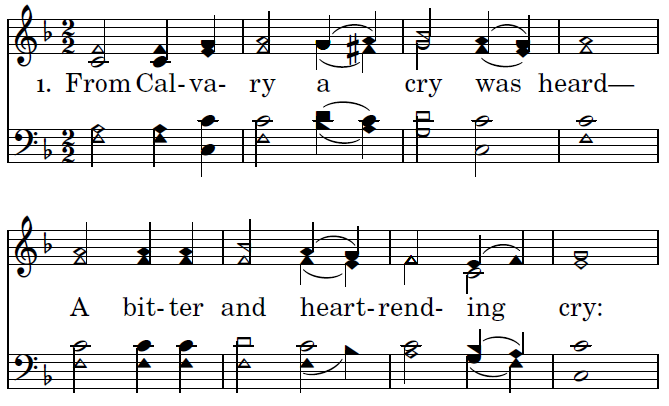 1. From Cal-va-ry a cry was heard—
A bit-ter and heart-rend-ing cry: